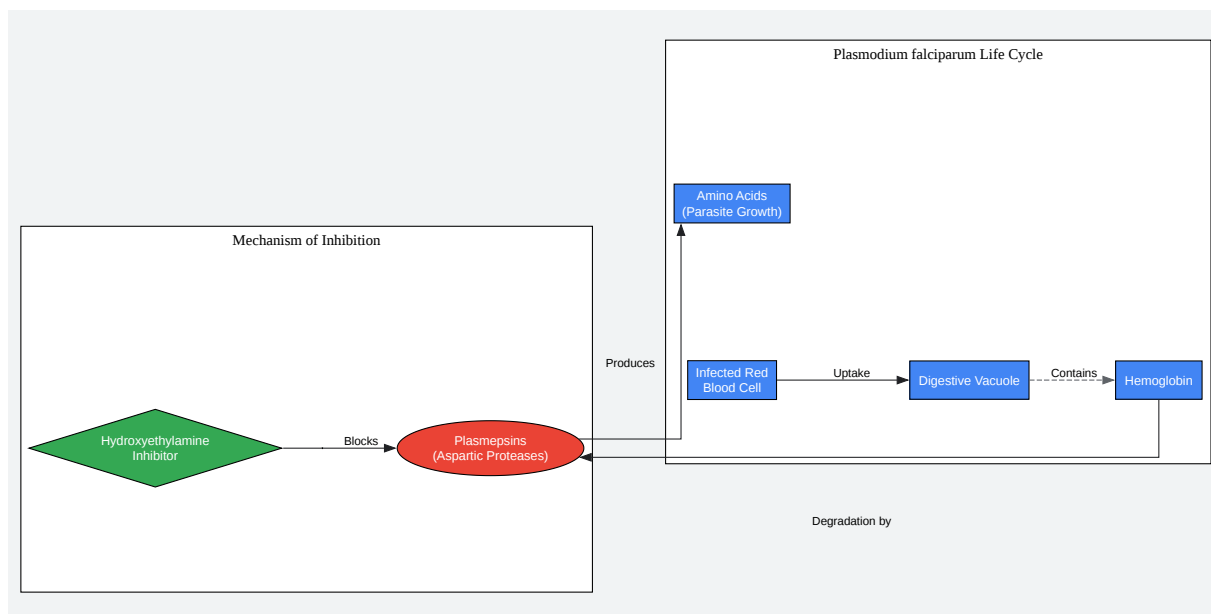 Plasmodium falciparum Life Cycle
Amino Acids
(Parasite Growth)
Mechanism of Inhibition
Produces
Infected Red
Blood Cell
Uptake
Digestive Vacuole
Contains
Hemoglobin
Hydroxyethylamine
Inhibitor
Blocks
Plasmepsins
(Aspartic Proteases)
Degradation by